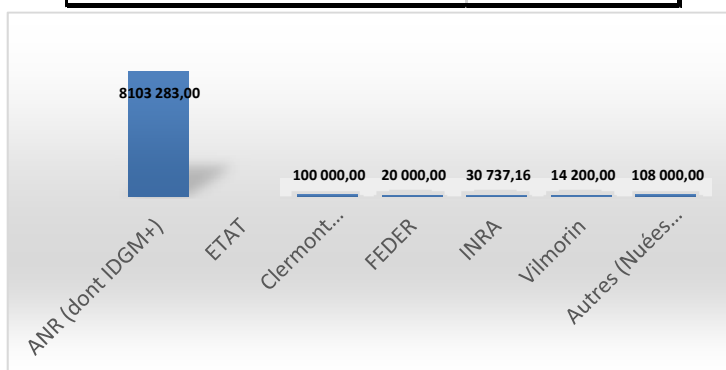 8103 283,00
100 000,00
20 000,00
30 737,16
14 200,00
108 000,00
ANR (dont IDGM+)
ETAT
Clermont...
FEDER
INRA
Vilmorin
Autres (Nuées...